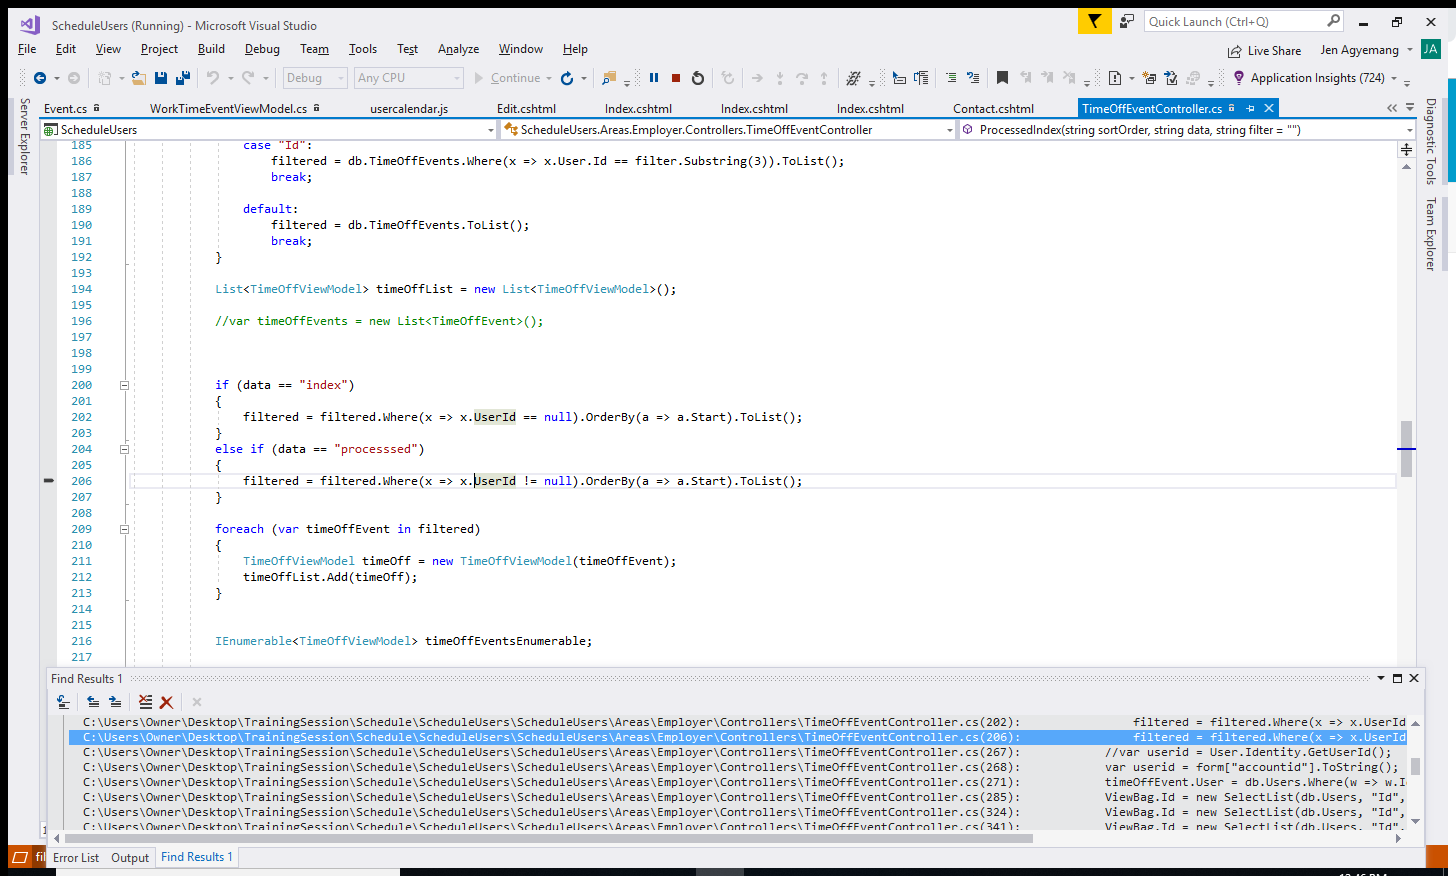 ScheduleUsers (Running) - Microsoft Visual Studio
Quick Launch (Ctrl+Q)
File Edit View Project Build Debug Team Tools Test Analyze Window Help
Live Share Jen Agyemang JA
Debug Any CPU Continue Application Insights (724)
Server Explorer
Event.cs WorkTimeEventViewModel.cs usercalendar.js Edit.cshtml Index.cshtml Index.cshtml Index.cshtml Contact.cshtml TimeOffEventController.cs
Diagnostic Tools
Team Explorer
ScheduleUsers ScheduleUsers.Areas.Employer.Controllers.TimeOffEventController ProcessedIndex(string sortOrder, string data, string filter = "")
185 case "Id":
186 filtered = db.TimeOffEvents.Where(x => x.User.Id == filter.Substring(3)).ToList();
187 break;
188
189 default:
190 filtered = db.TimeOffEvents.ToList();
191 break;
192 }
193
194 List<TimeOffViewModel> timeOffList = new List<TimeOffViewModel>();
195
196 //var timeOffEvents = new List<TimeOffEvent>();
197
198
199
200 if (data == "index")
201 {
202 filtered = filtered.Where(x => x.UserId == null).OrderBy(a => a.Start).ToList();
203 }
204 else if (data == "processsed")
205 {
206 filtered = filtered.Where(x => x.UserId != null).OrderBy(a => a.Start).ToList();
207 }
208
209 foreach (var timeOffEvent in filtered)
210 {
211 TimeOffViewModel timeOff = new TimeOffViewModel(timeOffEvent);
212 timeOffList.Add(timeOff);
213 }
214
215
216 IEnumerable<TimeOffViewModel> timeOffEventsEnumerable;
217
Find Results 1
C:\Users\Owner\Desktop\TrainingSession\Schedule\ScheduleUsers\ScheduleUsers\Areas\Employer\Controllers\TimeOffEventController.cs(202): filtered = filtered.Where(x => x.UserId
C:\Users\Owner\Desktop\TrainingSession\Schedule\ScheduleUsers\ScheduleUsers\Areas\Employer\Controllers\TimeOffEventController.cs(206): filtered = filtered.Where(x => x.UserId
C:\Users\Owner\Desktop\TrainingSession\Schedule\ScheduleUsers\ScheduleUsers\Areas\Employer\Controllers\TimeOffEventController.cs(267): //var userid = User.Identity.GetUserId();
C:\Users\Owner\Desktop\TrainingSession\Schedule\ScheduleUsers\ScheduleUsers\Areas\Employer\Controllers\TimeOffEventController.cs(268): var userid = form["accountid"].ToString();
C:\Users\Owner\Desktop\TrainingSession\Schedule\ScheduleUsers\ScheduleUsers\Areas\Employer\Controllers\TimeOffEventController.cs(271): timeOffEvent.User = db.Users.Where(w => w.I
C:\Users\Owner\Desktop\TrainingSession\Schedule\ScheduleUsers\ScheduleUsers\Areas\Employer\Controllers\TimeOffEventController.cs(285): ViewBag.Id = new SelectList(db.Users, "Id",
C:\Users\Owner\Desktop\TrainingSession\Schedule\ScheduleUsers\ScheduleUsers\Areas\Employer\Controllers\TimeOffEventController.cs(324): ViewBag.Id = new SelectList(db.Users, "Id",
C:\Users\Owner\Desktop\TrainingSession\Schedule\ScheduleUsers\ScheduleUsers\Areas\Employer\Controllers\TimeOffEventController.cs(341): ViewBag.Id = new SelectList(db.Users, "Id",
fil Error List Output Find Results 1